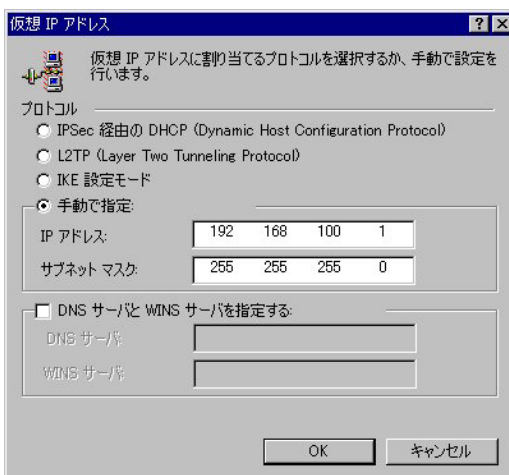 仮想 IP アドレス
仮想 IP アドレスに割り当てるプロトコルを選択するか、手動で設定を
行います。
プロトコル
IPSec 経由の DHCP (Dynamic Host Configuration Protocol)
L2TP (Layer Two Tunneling Protocol)
IKE 設定モード
手動で指定:
IP アドレス: 192 168 100 1
サブネット マスク: 255 255 255 0
DNS サーバと WINS サーバを指定する:
DNS サーバ:
WINS サーバ:
OK キャンセル